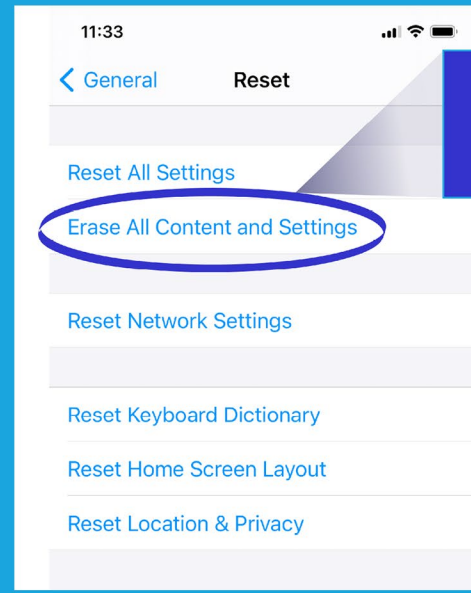 11:33
General
Reset
Reset All Settings
Erase All Content and Settings
Reset Network Settings
Reset Keyboard Dictionary
Reset Home Screen Layout
Reset Location & Privacy